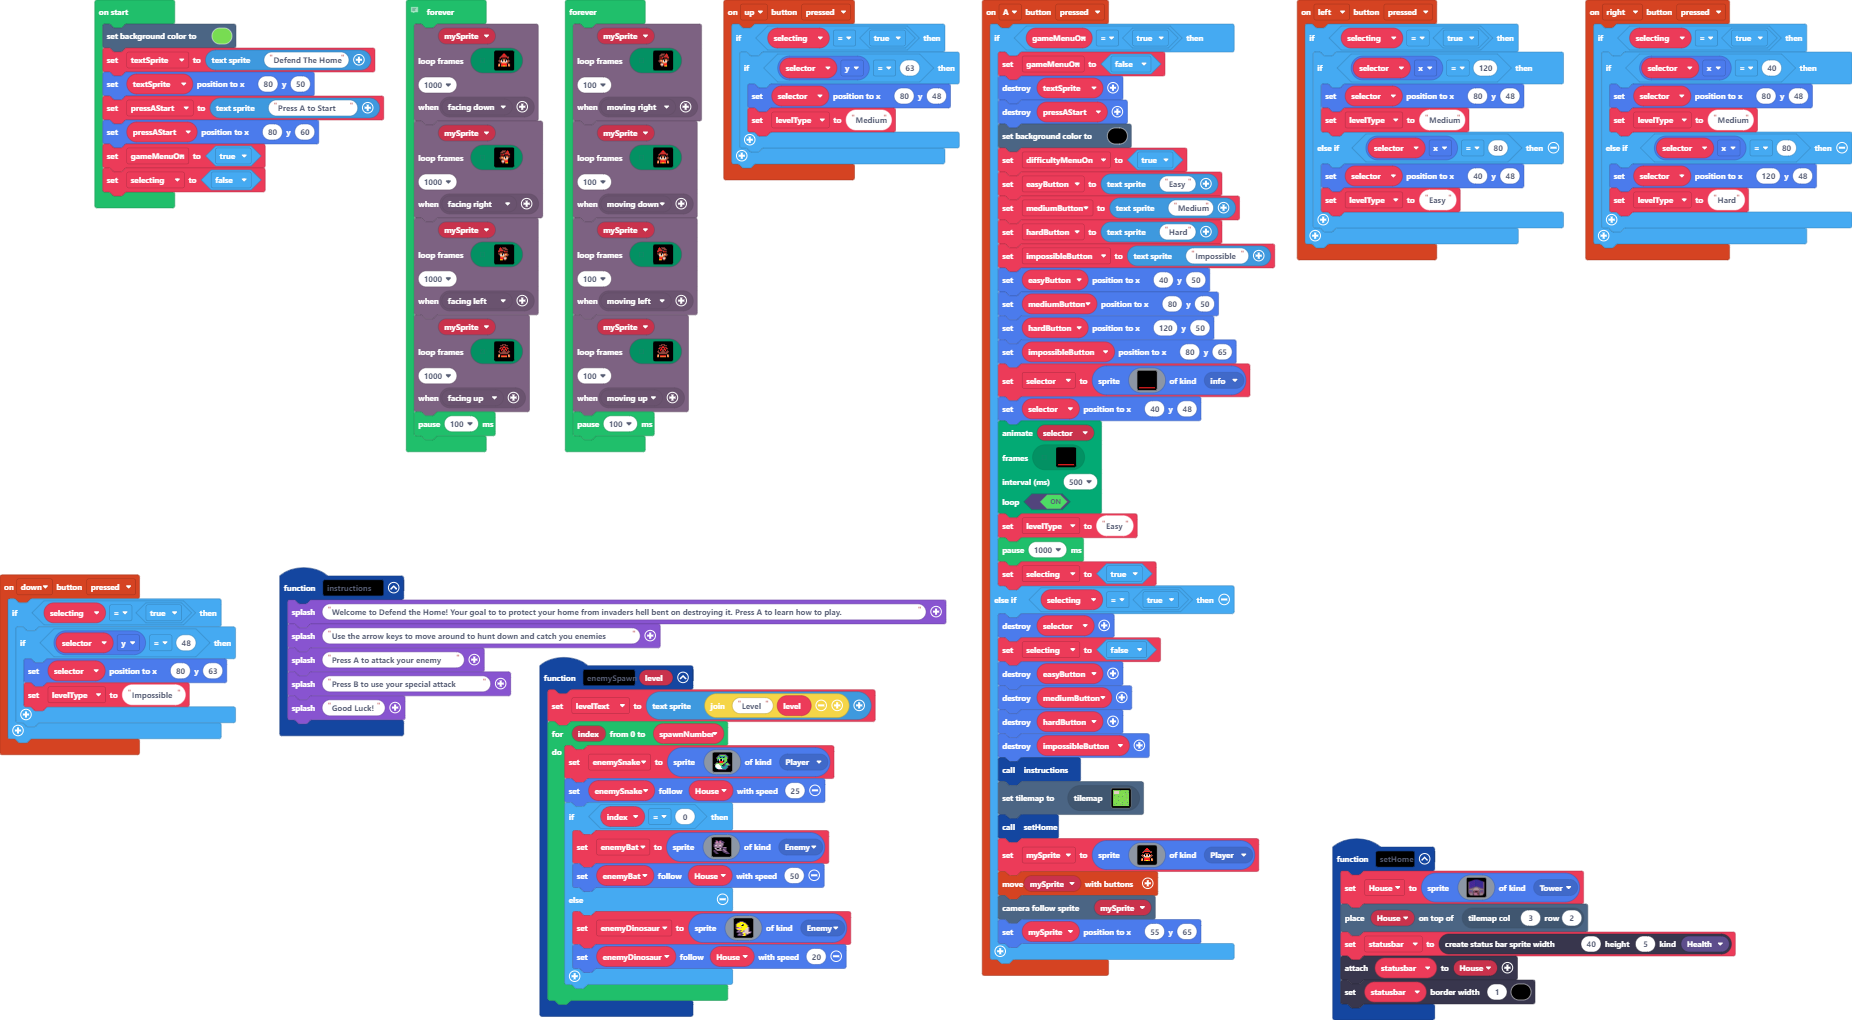 on start
set background color to
set textSprite to text sprite "Defend The Home"
set textSprite position to x 80 y 50
set pressAStart to text sprite "Press A to Start"
set pressAStart position to x 80 y 60
set gameMenuOn to true
set selecting to false
forever
mySprite
loop frames
1000
when facing down
mySprite
loop frames
1000
when facing right
mySprite
loop frames
1000
when facing left
mySprite
loop frames
1000
when facing up
pause 100 ms
forever
mySprite
loop frames
100
when moving right
mySprite
loop frames
100
when moving down
mySprite
loop frames
100
when moving left
mySprite
loop frames
100
when moving up
pause 100 ms
on up button pressed
if selecting = true then
if selector y = 63 then
set selector position to x 80 y 48
set levelType to "Medium"
on A button pressed
if gameMenuOn = true then
set gameMenuOn to false
destroy textSprite
destroy pressAStart
set background color to
set difficultyMenuOn to true
set easyButton to text sprite "Easy"
set mediumButton to text sprite "Medium"
set hardButton to text sprite "Hard"
set impossibleButton to text sprite "Impossible"
set easyButton position to x 40 y 50
set mediumButton position to x 80 y 50
set hardButton position to x 120 y 50
set impossibleButton position to x 80 y 65
set selector to sprite of kind info
set selector position to x 40 y 48
animate selector
frames
interval (ms) 500
loop ON
set levelType to "Easy"
pause 1000 ms
set selecting to true
else if selecting = true then
destroy selector
set selecting to false
destroy easyButton
destroy mediumButton
destroy hardButton
destroy impossibleButton
call instructions
set tilemap to tilemap
call setHome
set mySprite to sprite of kind Player
move mySprite with buttons
camera follow sprite mySprite
set mySprite position to x 55 y 65
on left button pressed
if selecting = true then
if selector x = 120 then
set selector position to x 80 y 48
set levelType to "Medium"
else if selector x = 80 then
set selector position to x 40 y 48
set levelType to "Easy"
on right button pressed
if selecting = true then
if selector x = 40 then
set selector position to x 80 y 48
set levelType to "Medium"
else if selector x = 80 then
set selector position to x 120 y 48
set levelType to "Hard"
on down button pressed
if selecting = true then
if selector y = 48 then
set selector position to x 80 y 63
set levelType to "Impossible"
function instructions
splash "Welcome to Defend the Home! Your goal to to protect your home from invaders hell bent on destroying it. Press A to learn how to play."
splash "Use the arrow keys to move around to hunt down and catch you enemies"
splash "Press A to attack your enemy"
splash "Press B to use your special attack"
splash "Good Luck!"
function enemySpawn level
set levelText to text sprite join "Level" level
for index from 0 to spawnNumber
do
set enemySnake to sprite of kind Player
set enemySnake follow House with speed 25
if index = 0 then
set enemyBat to sprite of kind Enemy
set enemyBat follow House with speed 50
else
set enemyDinosaur to sprite of kind Enemy
set enemyDinosaur follow House with speed 20
function setHome
set House to sprite of kind Tower
place House on top of tilemap col 3 row 2
set statusbar to create status bar sprite width 40 height 5 kind Health
attach statusbar to House
set statusbar border width 1